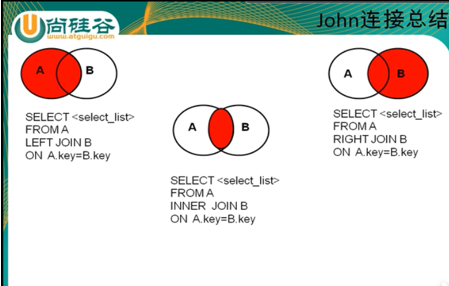 尚硅谷
www.atguigu.com
John连接总结
A B
SELECT <select_list>
FROM A
LEFT JOIN B
ON A.key=B.key
A B
SELECT <select_list>
FROM A
INNER JOIN B
ON A.key=B.key
A B
SELECT <select_list>
FROM A
RIGHT JOIN B
ON A.key=B.key